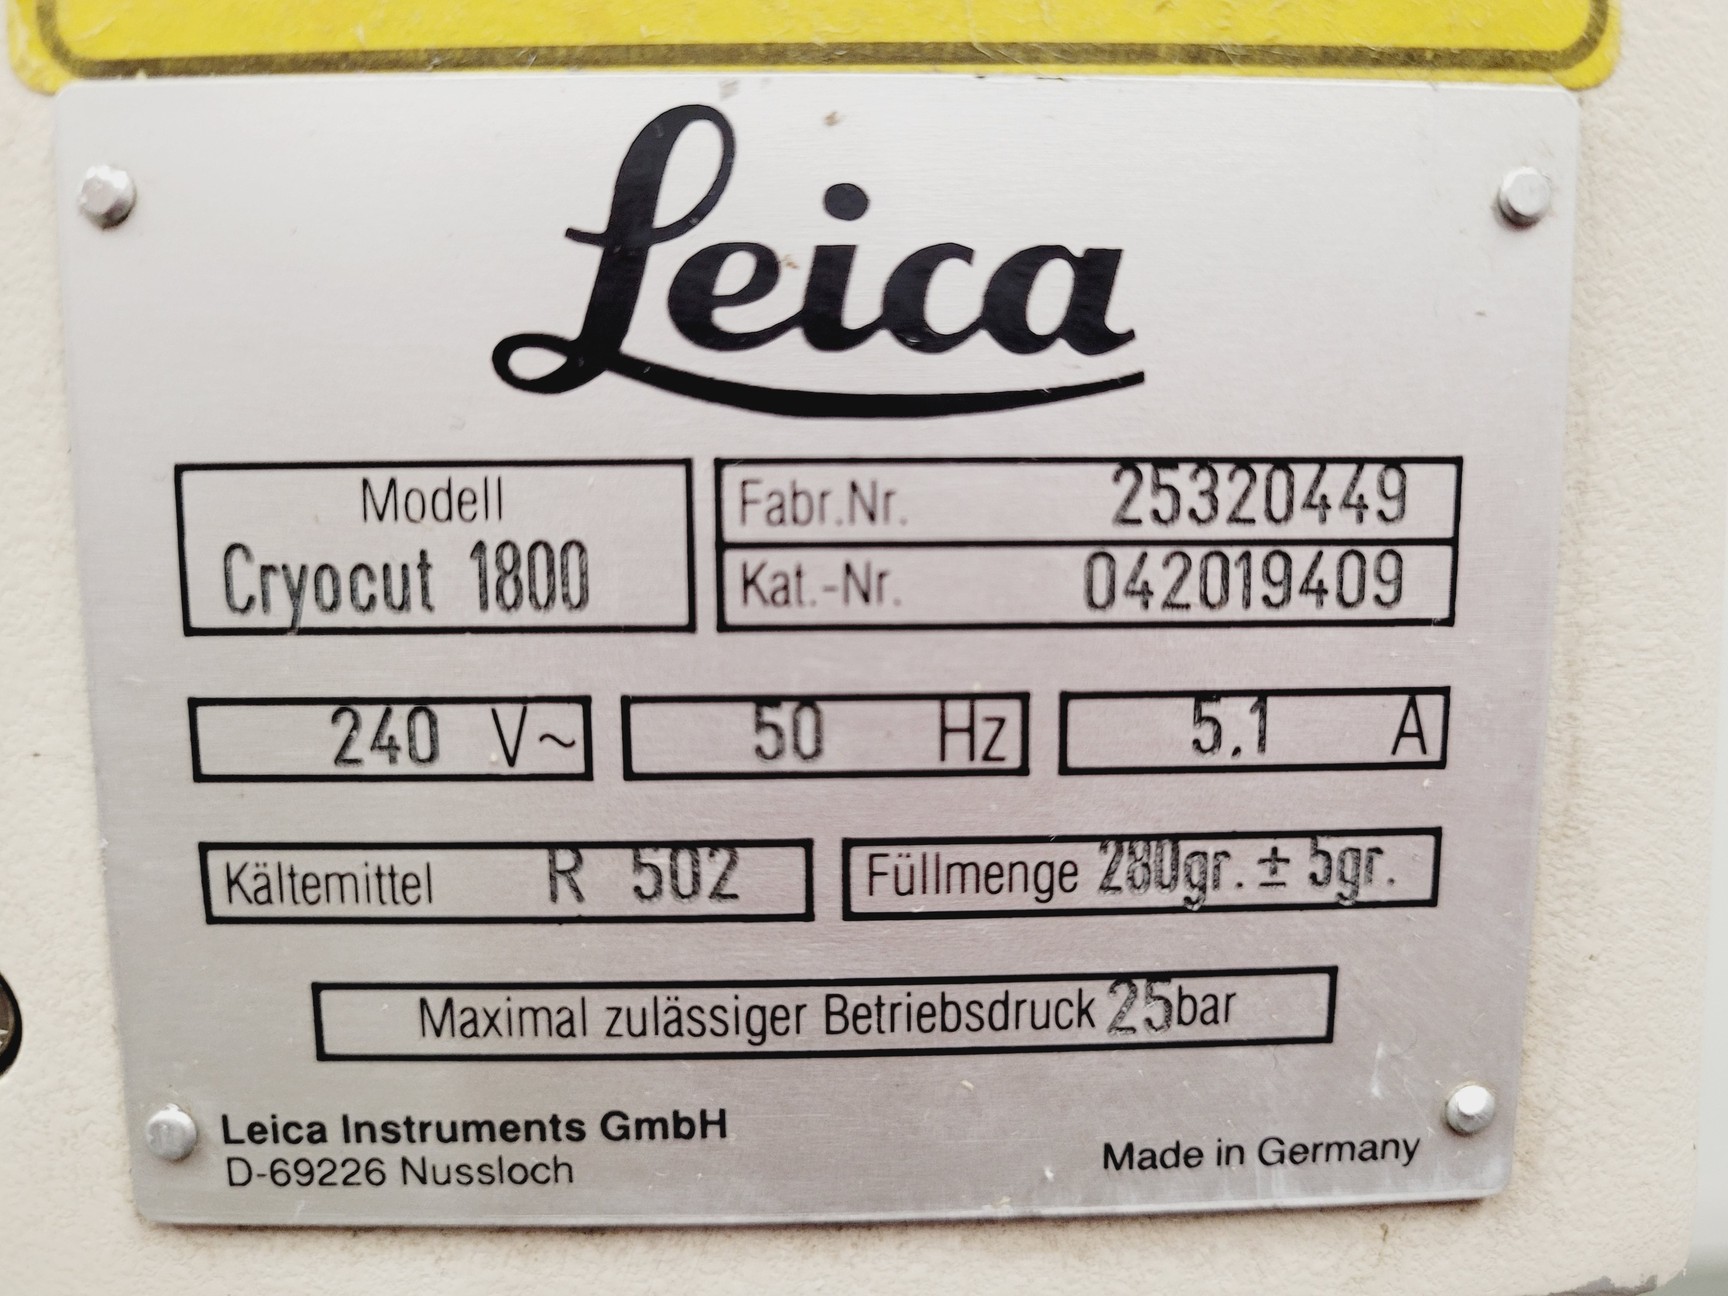 Leica
Modell
Cryocut 1800
Fabr.Nr. 25320449
Kat.-Nr. 042019409
240 V~
50 Hz
5.1 A
Kältemittel R 502
Füllmenge 280gr. ± 5gr.
Maximal zulässiger Betriebsdruck 25bar
Leica Instruments GmbH
D-69226 Nussloch
Made in Germany